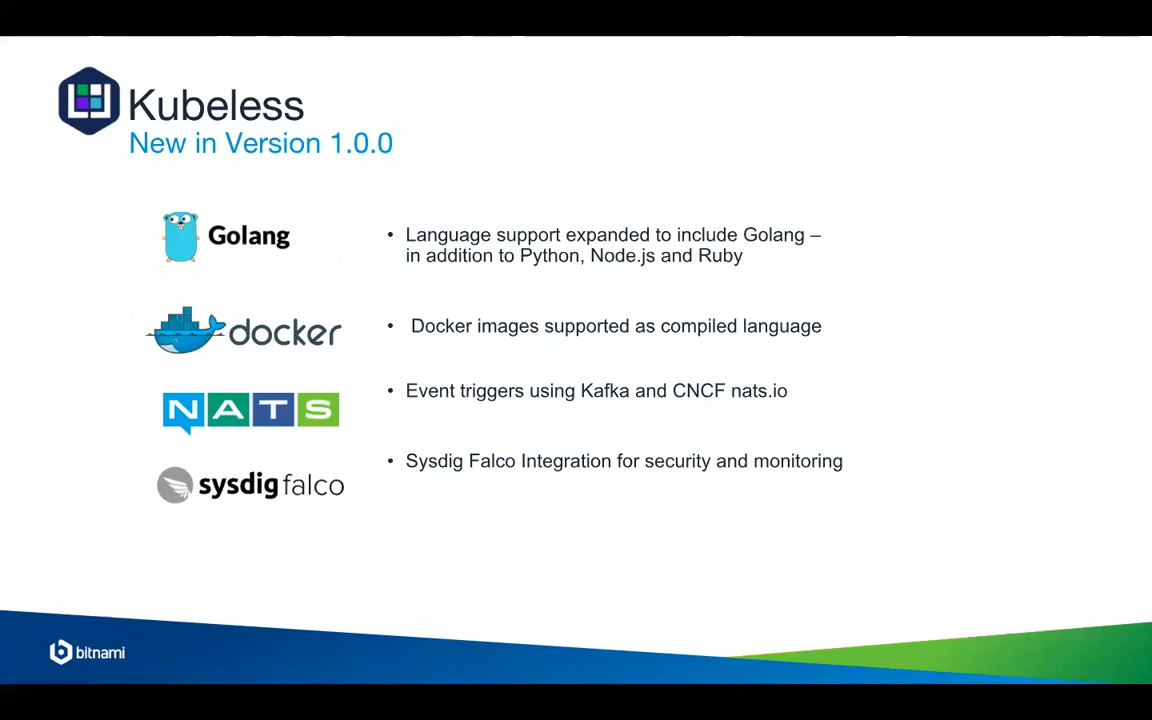 Kubeless
New in Version 1.0.0
Golang
• Language support expanded to include Golang –
in addition to Python, Node.js and Ruby
docker
• Docker images supported as compiled language
NATS
• Event triggers using Kafka and CNCF nats.io
sysdig falco
• Sysdig Falco Integration for security and monitoring
bitnami